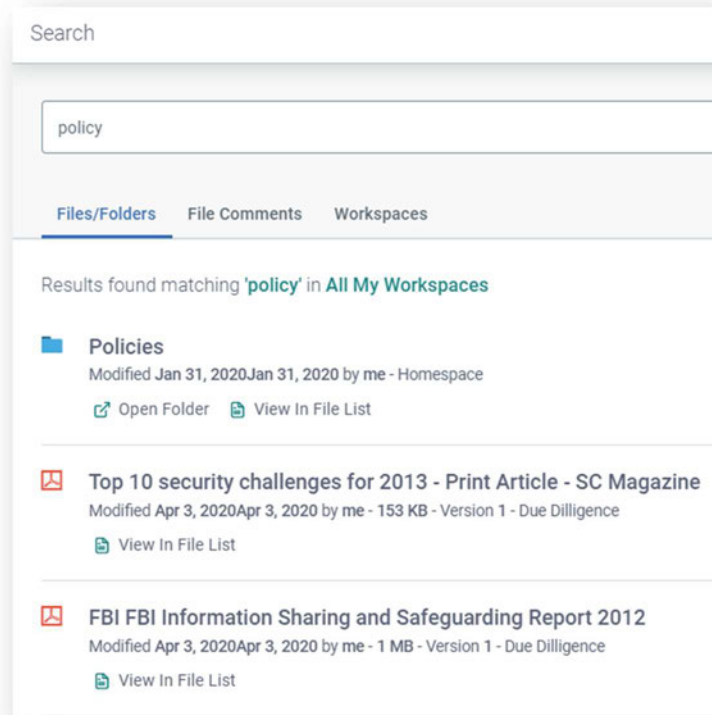 Search
policy
Files/Folders File Comments Workspaces
Results found matching 'policy' in All My Workspaces
Policies
Modified Jan 31, 2020Jan 31, 2020 by me - Homespace
Open Folder View In File List
Top 10 security challenges for 2013 - Print Article - SC Magazine
Modified Apr 3, 2020Apr 3, 2020 by me - 153 KB - Version 1 - Due Dilligence
View In File List
FBI FBI Information Sharing and Safeguarding Report 2012
Modified Apr 3, 2020Apr 3, 2020 by me - 1 MB - Version 1 - Due Dilligence
View In File List